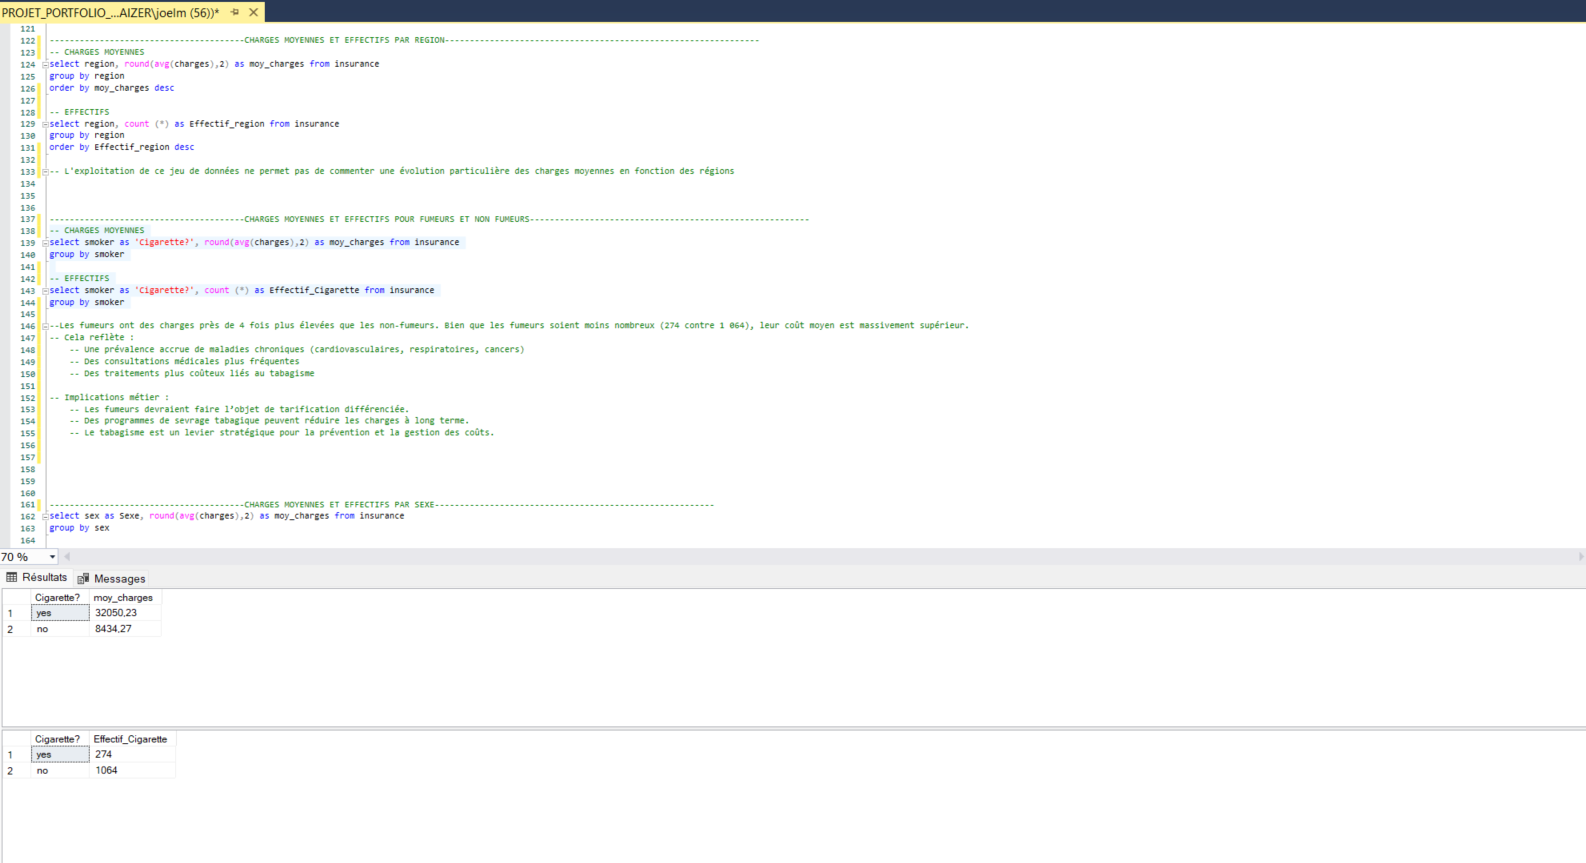 PROJET_PORTFOLIO_...AIZER\joelm (56))*
121
122 ---------------------------------------CHARGES MOYENNES ET EFFECTIFS PAR REGION---------------------------------------------------------------
123 -- CHARGES MOYENNES
124 select region, round(avg(charges),2) as moy_charges from insurance
125 group by region
126 order by moy_charges desc
127
128 -- EFFECTIFS
129 select region, count (*) as Effectif_region from insurance
130 group by region
131 order by Effectif_region desc
132
133 -- L'exploitation de ce jeu de données ne permet pas de commenter une évolution particulière des charges moyennes en fonction des régions
134
135
136
137 ---------------------------------------CHARGES MOYENNES ET EFFECTIFS POUR FUMEURS ET NON FUMEURS--------------------------------------------------------
138 -- CHARGES MOYENNES
139 select smoker as 'Cigarette?', round(avg(charges),2) as moy_charges from insurance
140 group by smoker
141
142 -- EFFECTIFS
143 select smoker as 'Cigarette?', count (*) as Effectif_Cigarette from insurance
144 group by smoker
145
146 --Les fumeurs ont des charges près de 4 fois plus élevées que les non-fumeurs. Bien que les fumeurs soient moins nombreux (274 contre 1 064), leur coût moyen est massivement supérieur.
147 -- Cela reflète :
148 -- Une prévalence accrue de maladies chroniques (cardiovasculaires, respiratoires, cancers)
149 -- Des consultations médicales plus fréquentes
150 -- Des traitements plus coûteux liés au tabagisme
151
152 -- Implications métier :
153 -- Les fumeurs devraient faire l’objet de tarification différenciée.
154 -- Des programmes de sevrage tabagique peuvent réduire les charges à long terme.
155 -- Le tabagisme est un levier stratégique pour la prévention et la gestion des coûts.
156
157
158
159
160
161 ---------------------------------------CHARGES MOYENNES ET EFFECTIFS PAR SEXE--------------------------------------------------------
162 select sex as Sexe, round(avg(charges),2) as moy_charges from insurance
163 group by sex
164
70 %
Résultats Messages
Cigarette? moy_charges
1 yes 32050,23
2 no 8434,27
Cigarette? Effectif_Cigarette
1 yes 274
2 no 1064